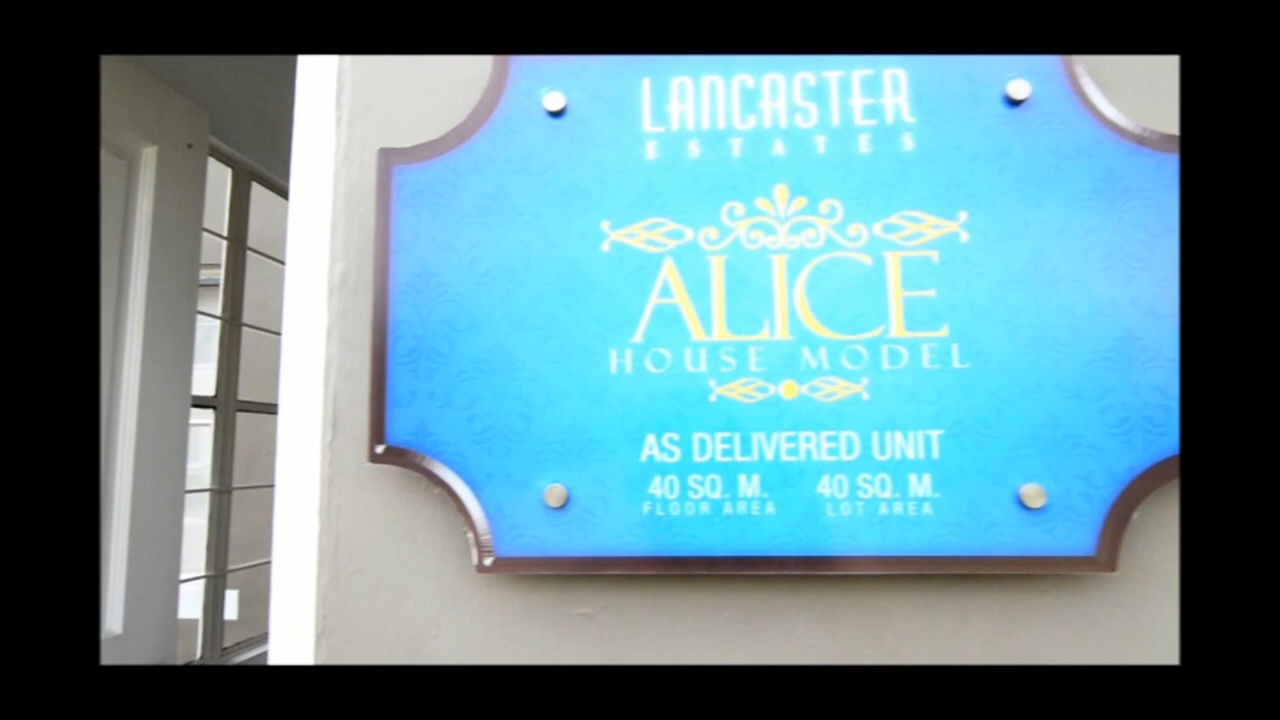 LANCASTER
ESTATES
ALICE
HOUSE MODEL
AS DELIVERED UNIT
40 SQ. M. 40 SQ. M.
FLOOR AREA LOT AREA